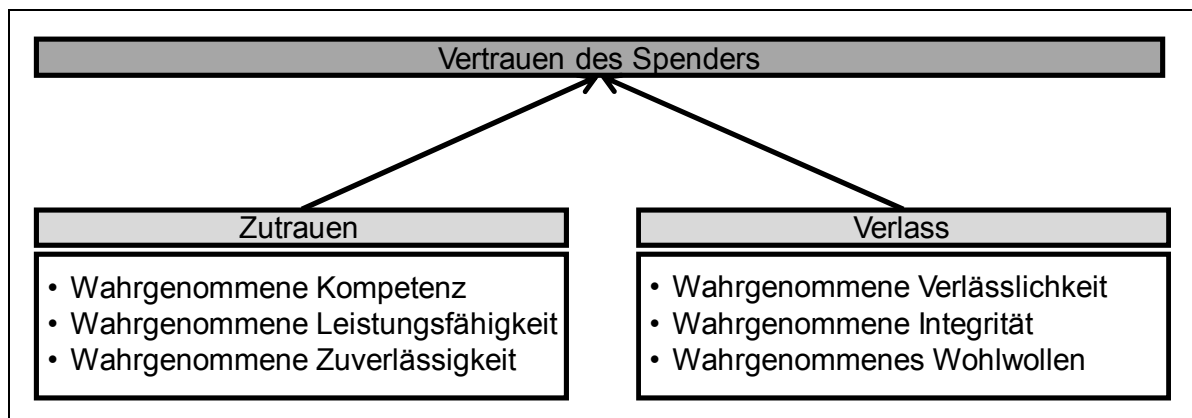 Vertrauen des Spenders
Zutrauen
• Wahrgenommene Kompetenz
• Wahrgenommene Leistungsfähigkeit
• Wahrgenommene Zuverlässigkeit
Verlass
• Wahrgenommene Verlässlichkeit
• Wahrgenommene Integrität
• Wahrgenommenes Wohlwollen